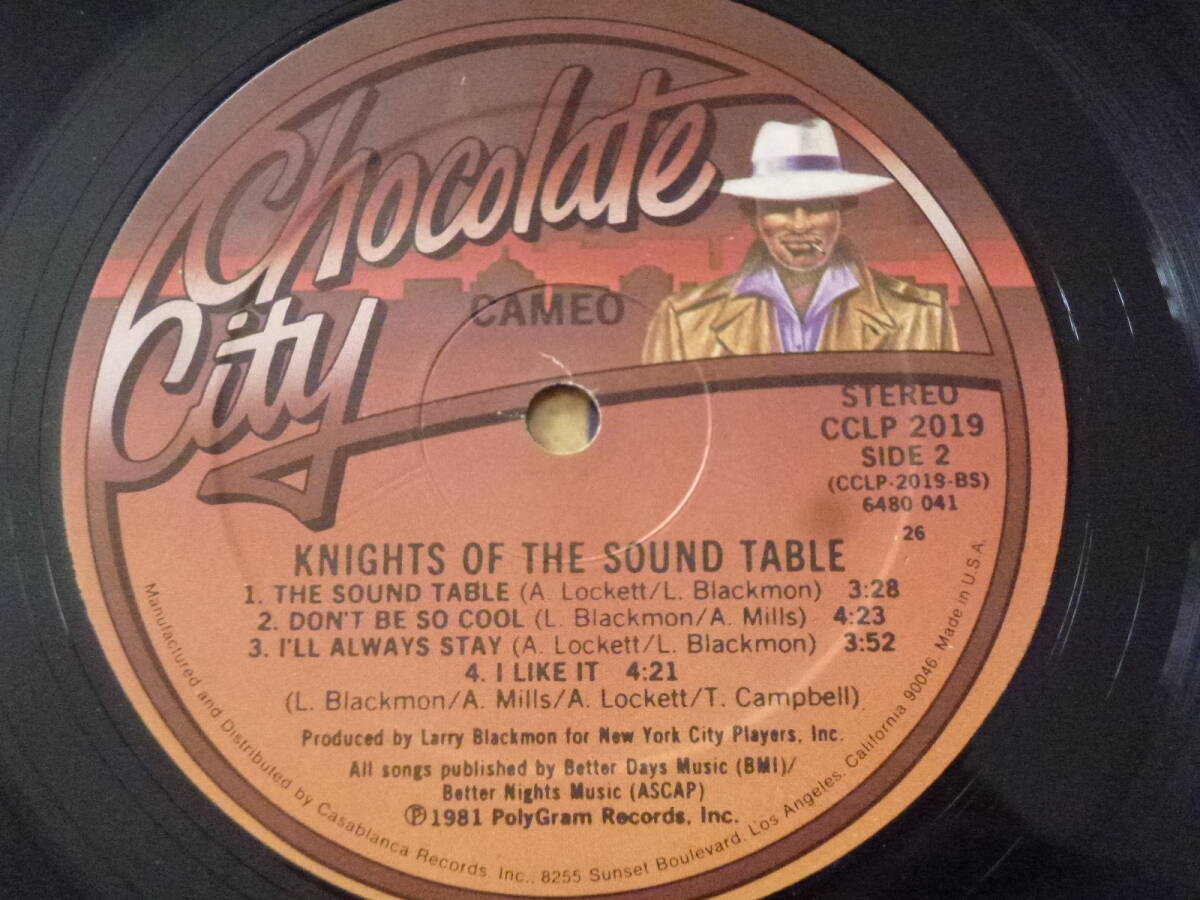 Chocolate
City
CAMEO
STEREO
CCLP 2019
SIDE 2
(CCLP-2019-BS)
6480 041
26
KNIGHTS OF THE SOUND TABLE
1. THE SOUND TABLE (A. Lockett/L. Blackmon) 3:28
2. DON'T BE SO COOL (L. Blackmon/A. Mills) 4:23
3. I'LL ALWAYS STAY (A. Lockett/L. Blackmon) 3:52
4. I LIKE IT 4:21
(L. Blackmon/A. Mills/A. Lockett/T. Campbell)
Produced by Larry Blackmon for New York City Players, Inc.
All songs published by Better Days Music (BMI)/
Better Nights Music (ASCAP)
℗1981 PolyGram Records, Inc.
Manufactured and Distributed by Casablanca Records, Inc., 8255 Sunset Boulevard, Los Angeles, California 90046. Made in U.S.A.